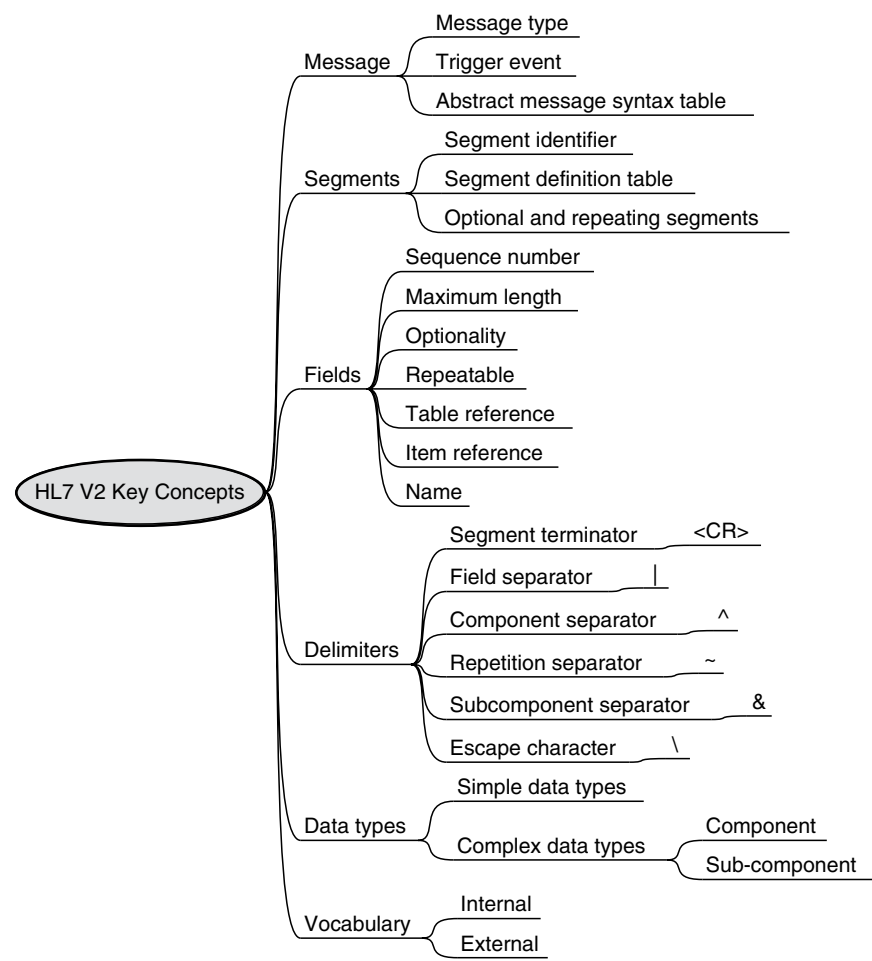 Message type
Message
Trigger event
Abstract message syntax table
Segment identifier
Segments
Segment definition table
Optional and repeating segments
Sequence number
Maximum length
Optionality
Fields
Repeatable
Table reference
Item reference
HL7 V2 Key Concepts
Name
Segment terminator <CR>
Field separator |
Component separator ^
Delimiters
Repetition separator ~
Subcomponent separator &
Escape character \
Simple data types
Data types
Complex data types
Component
Sub-component
Internal
Vocabulary
External